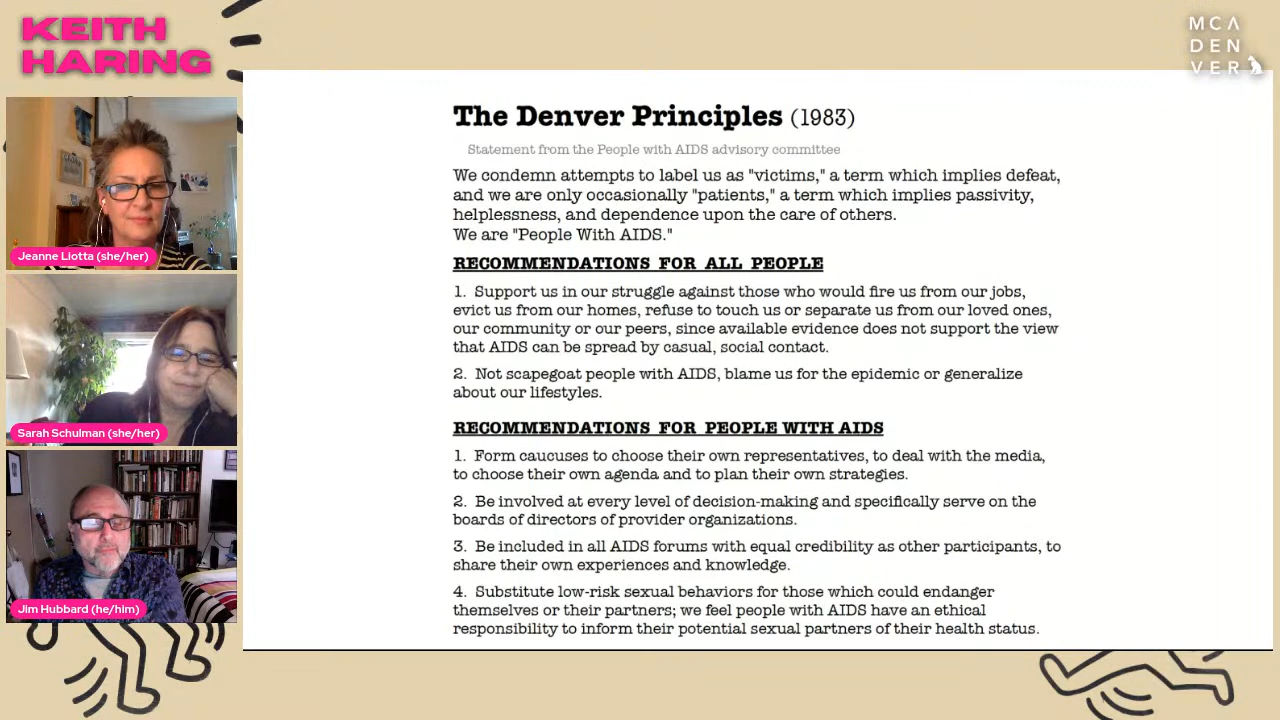 KEITH
HARING
MCA
DEN
VER
Jeanne Liotta (she/her)
Sarah Schulman (she/her)
Jim Hubbard (he/him)
The Denver Principles (1983)
Statement from the People with AIDS advisory committee
We condemn attempts to label us as "victims," a term which implies defeat,
and we are only occasionally "patients," a term which implies passivity,
helplessness, and dependence upon the care of others.
We are "People With AIDS."
RECOMMENDATIONS FOR ALL PEOPLE
1. Support us in our struggle against those who would fire us from our jobs,
evict us from our homes, refuse to touch us or separate us from our loved ones,
our community or our peers, since available evidence does not support the view
that AIDS can be spread by casual, social contact.
2. Not scapegoat people with AIDS, blame us for the epidemic or generalize
about our lifestyles.
RECOMMENDATIONS FOR PEOPLE WITH AIDS
1. Form caucuses to choose their own representatives, to deal with the media,
to choose their own agenda and to plan their own strategies.
2. Be involved at every level of decision-making and specifically serve on the
boards of directors of provider organizations.
3. Be included in all AIDS forums with equal credibility as other participants, to
share their own experiences and knowledge.
4. Substitute low-risk sexual behaviors for those which could endanger
themselves or their partners; we feel people with AIDS have an ethical
responsibility to inform their potential sexual partners of their health status.